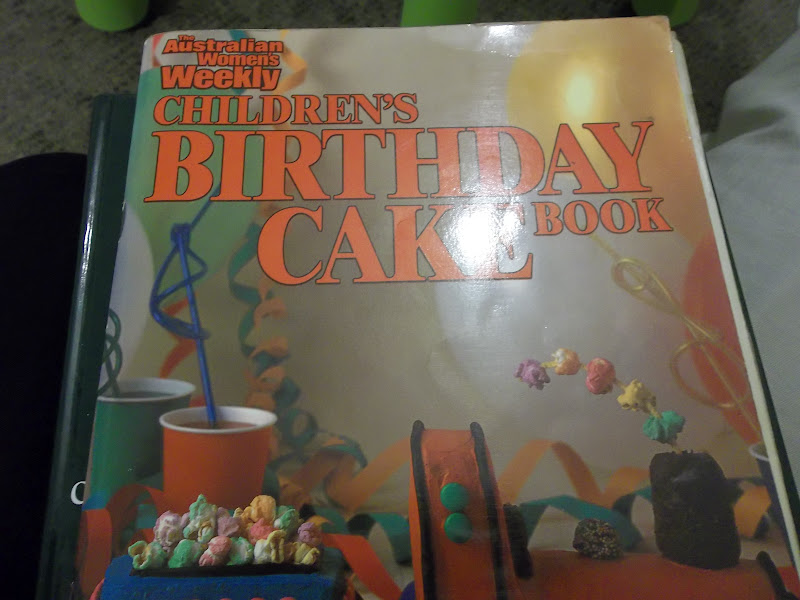 The
Australian
Women's
Weekly
CHILDREN'S
BIRTHDAY
CAKE BOOK
C